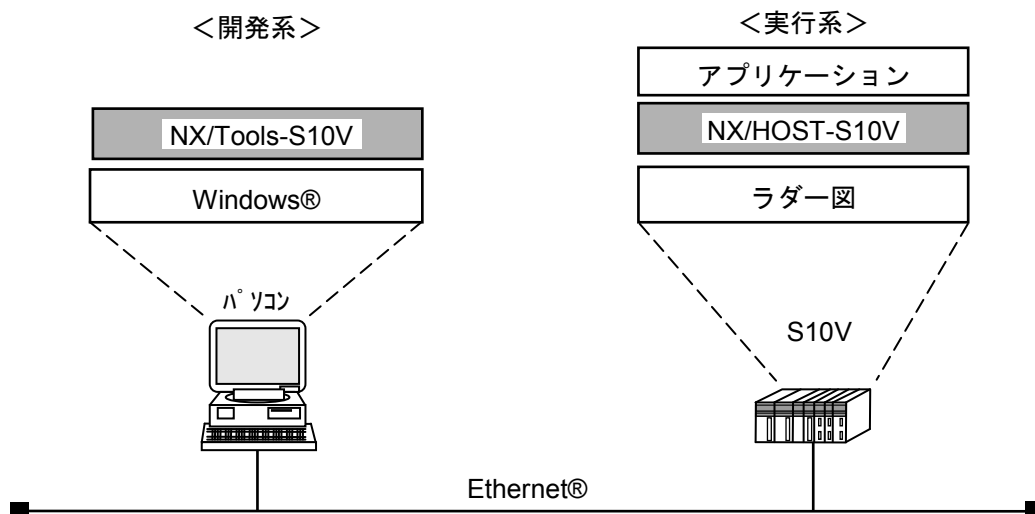 <開発系>
NX/Tools-S10V
Windows®
パソコン
<実行系>
アプリケーション
NX/HOST-S10V
ラダー図
S10V
Ethernet®